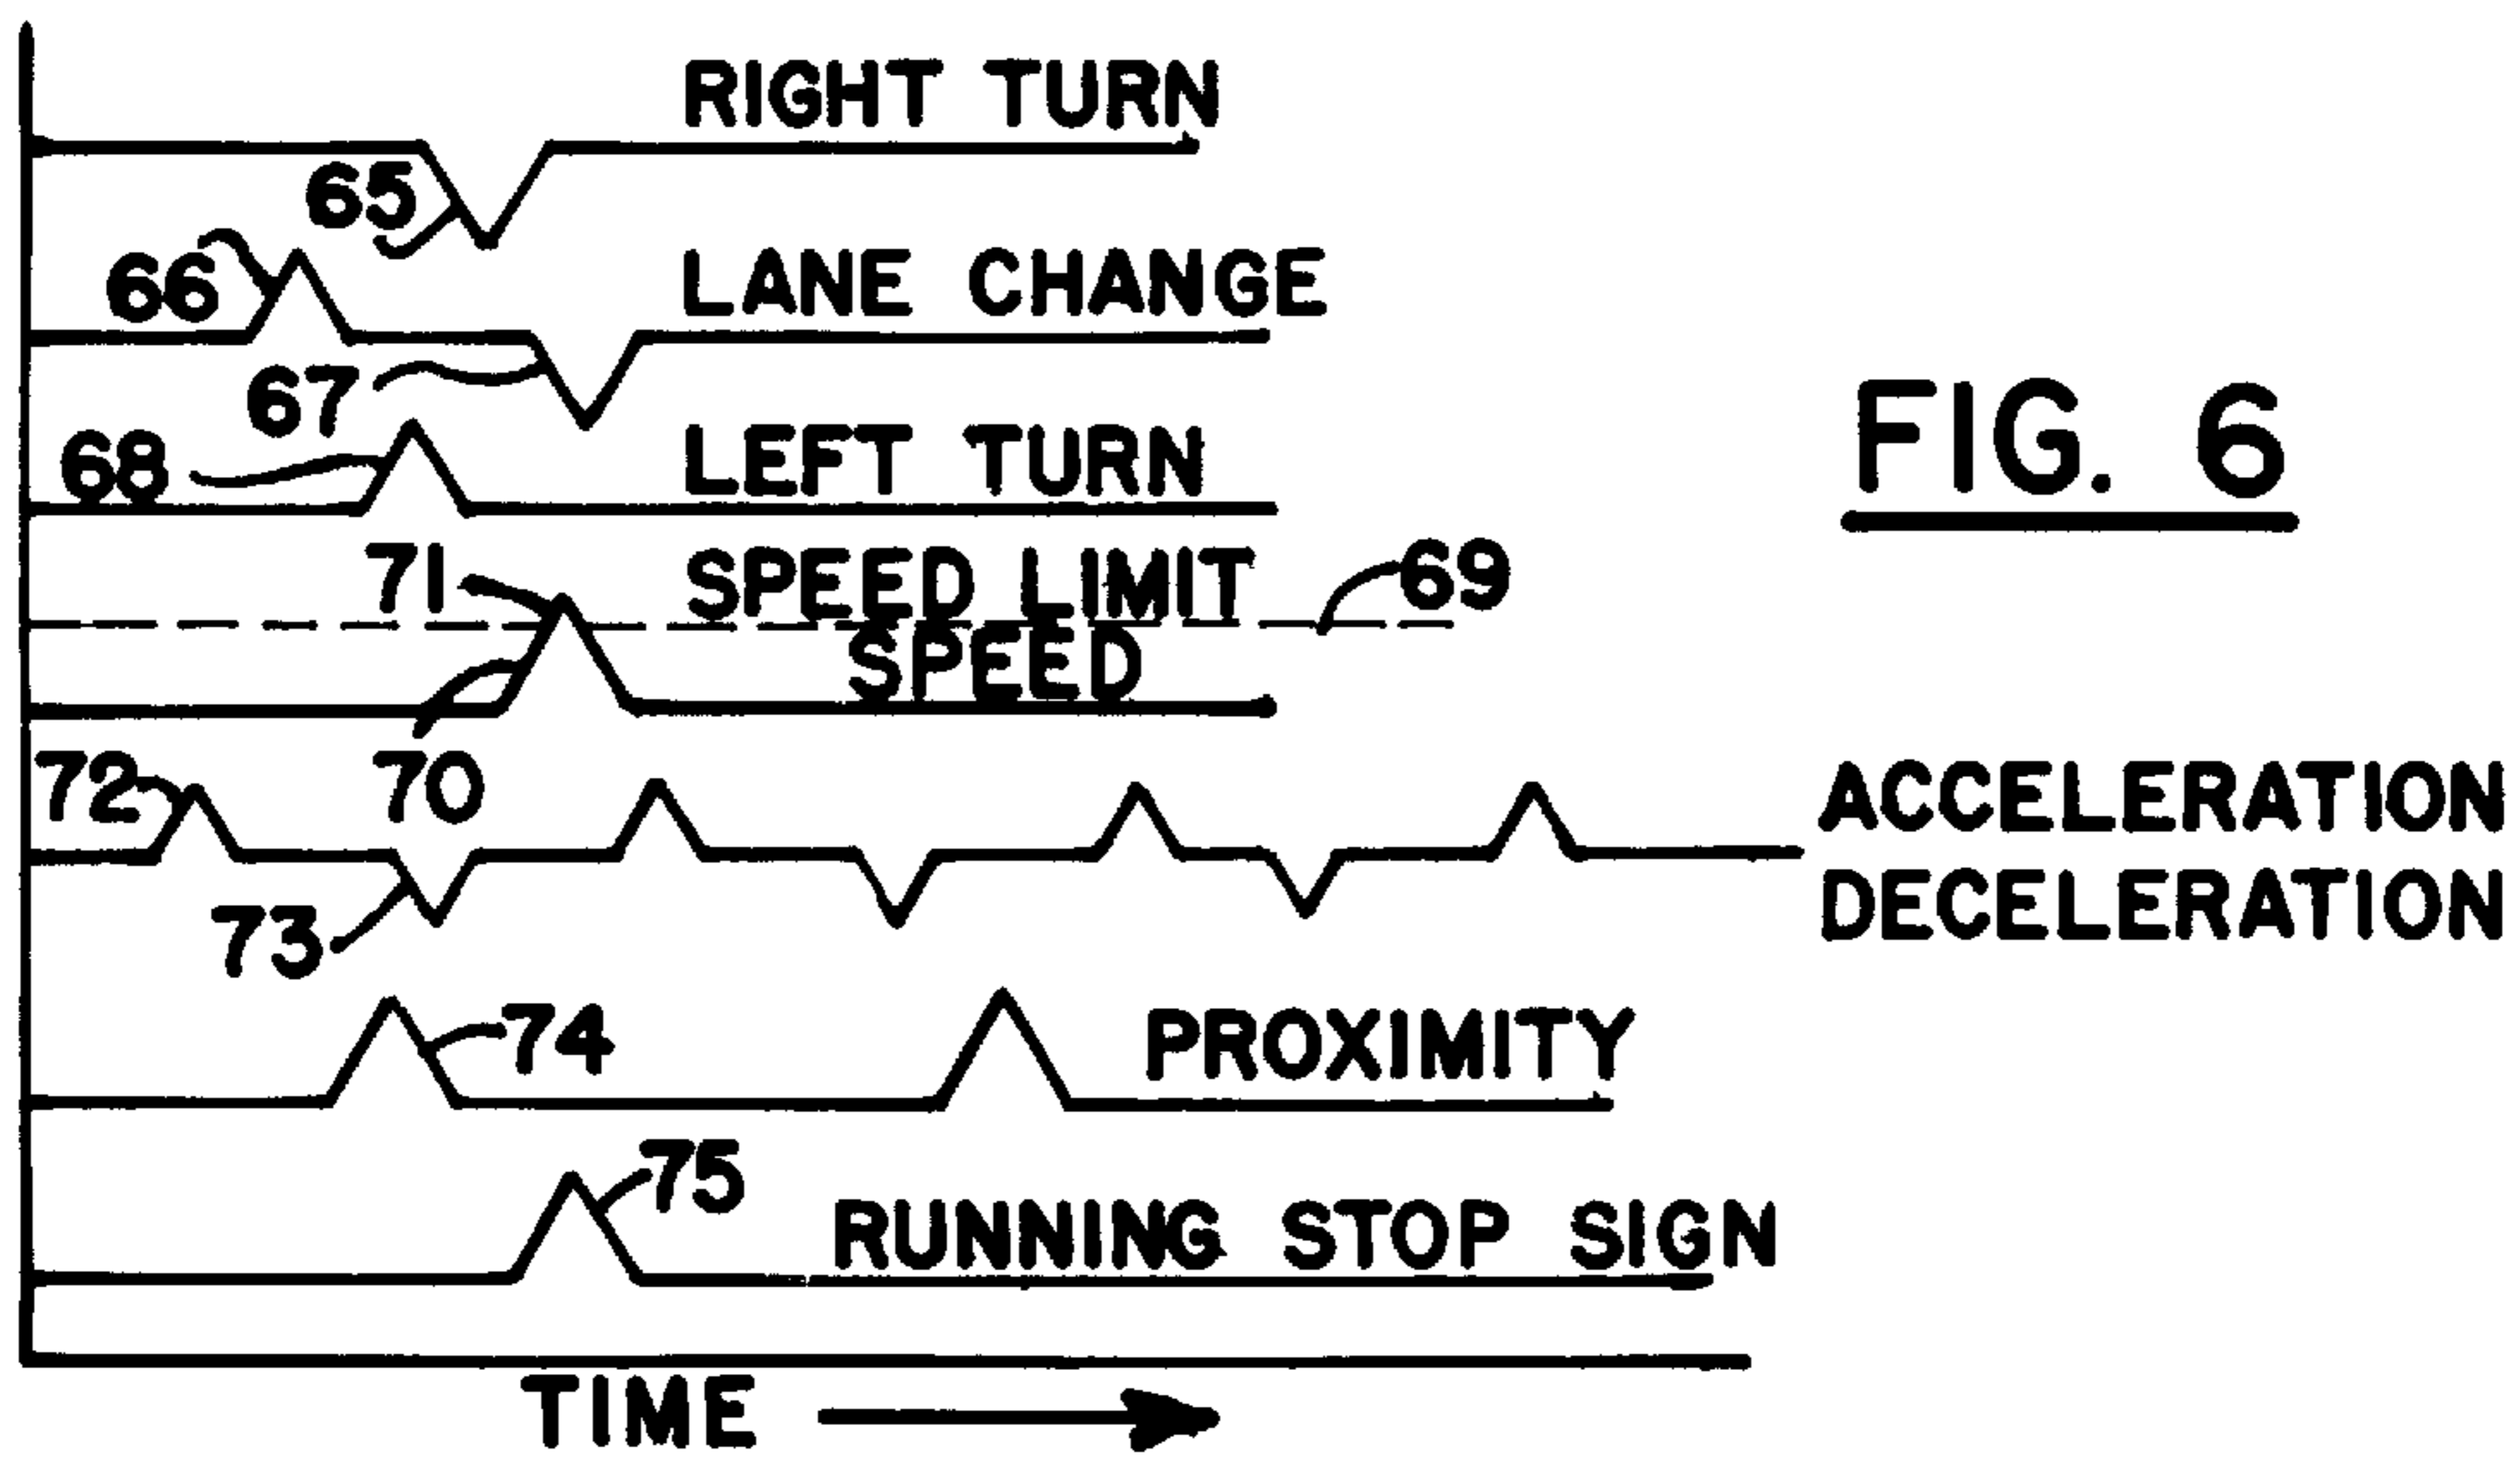 RIGHT TURN
65
66
LANE CHANGE
67
68
LEFT TURN
FIG. 6
71
SPEED LIMIT
69
SPEED
70
72
ACCELERATION
DECELERATION
73
74
PROXIMITY
75
RUNNING STOP SIGN
TIME